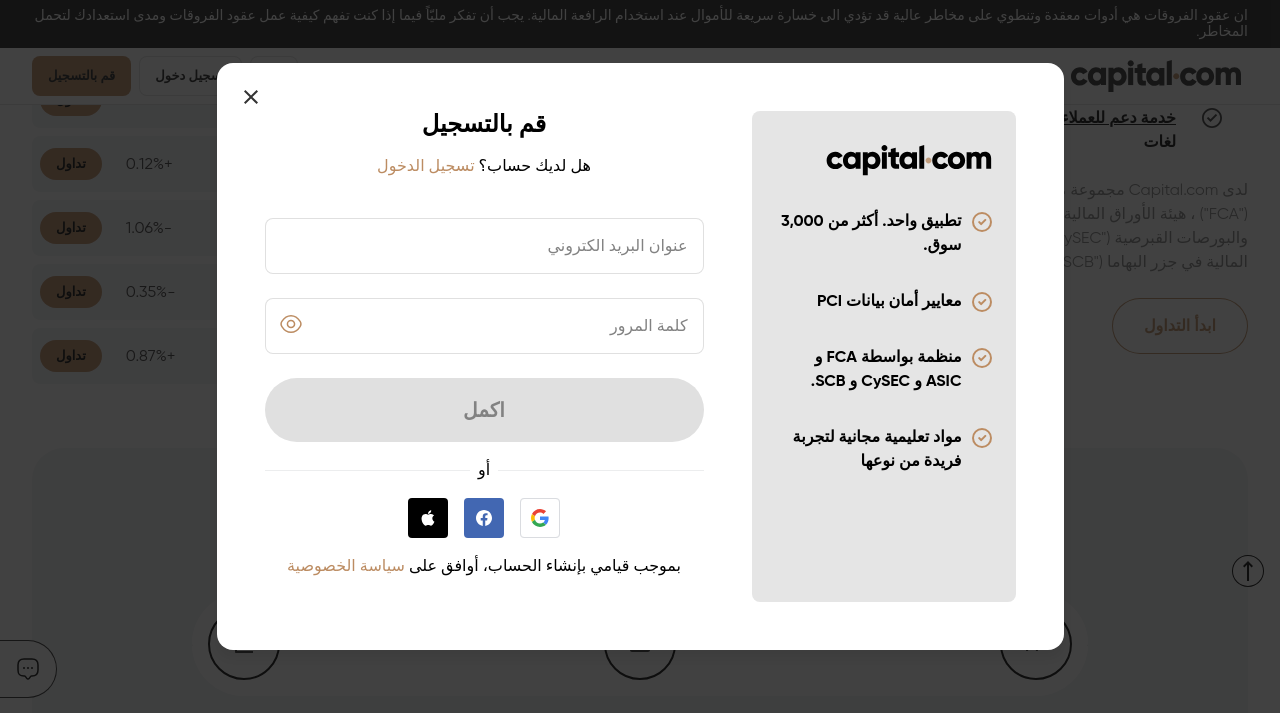 ان عقود الفروقات هي أدوات معقدة وتنطوي على مخاطر عالية قد تؤدي الى خسارة سريعة للأموال عند استخدام الرافعة المالية. يجب أن تفكر مليّاً فيما إذا كنت تفهم كيفية عمل عقود الفروقات ومدى استعدادك لتحمل
المخاطر.
capital.com
تسجيل دخول
قم بالتسجيل
خدمة دعم للعملاء
لغات
لدى Capital.com مجموعة
("FCA") ، هيئة الأوراق المالية
والبورصات القبرصية
المالية في جزر البهاما
ابدأ التداول
تداول
+0.12%
تداول
-1.06%
تداول
-0.35%
تداول
+0.87%
تداول
capital.com
تطبيق واحد. أكثر من 3,000
سوق.
معايير أمان بيانات PCI
منظمة بواسطة FCA و
ASIC و CySEC و SCB.
مواد تعليمية مجانية لتجربة
فريدة من نوعها
قم بالتسجيل
هل لديك حساب؟ تسجيل الدخول
عنوان البريد الكتروني
كلمة المرور
اكمل
أو
بموجب قيامي بإنشاء الحساب، أوافق على سياسة الخصوصية